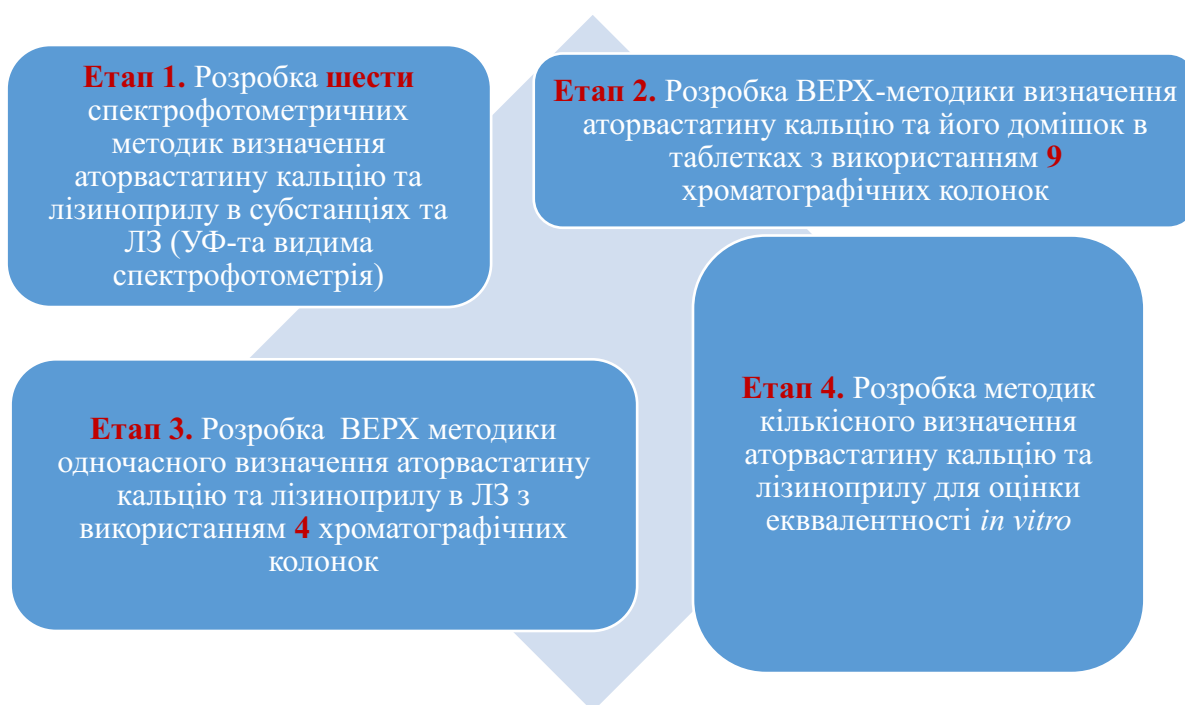 Етап 1. Розробка шести
спектрофотометричних
методик визначення
аторвастатину кальцію та
лізиноприлу в субстанціях та
ЛЗ (УФ-та видима
спектрофотометрія)
Етап 2. Розробка ВЕРХ-методики визначення
аторвастатину кальцію та його домішок в
таблетках з використанням 9
хроматографічних колонок
Етап 3. Розробка ВЕРХ методики
одночасного визначення аторвастатину
кальцію та лізиноприлу в ЛЗ з
використанням 4 хроматографічних
колонок
Етап 4. Розробка методик
кількісного визначення
аторвастатину кальцію та
лізиноприлу для оцінки
екввалентності in vitro